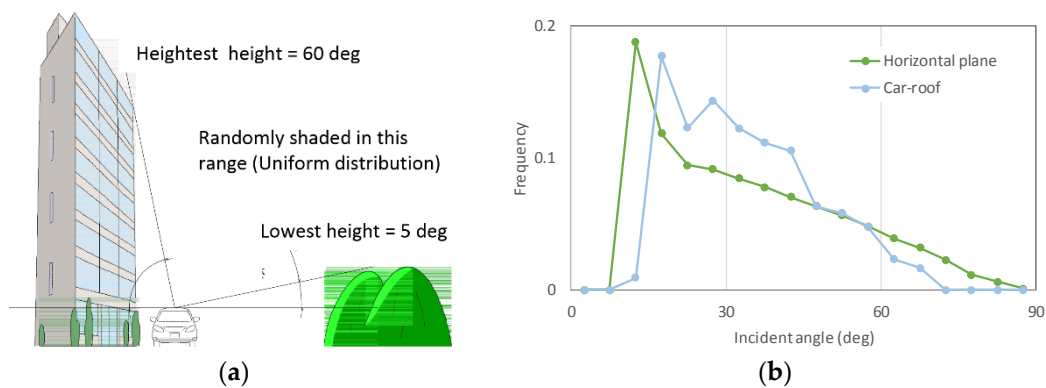 Heightest height = 60 deg
Randomly shaded in this
range (Uniform distribution)
Lowest height = 5 deg
s
(a)
0.2
0.1
0
Frequency
Horizontal plane
Car-roof
0 30 60 90
Incident angle (deg)
(b)